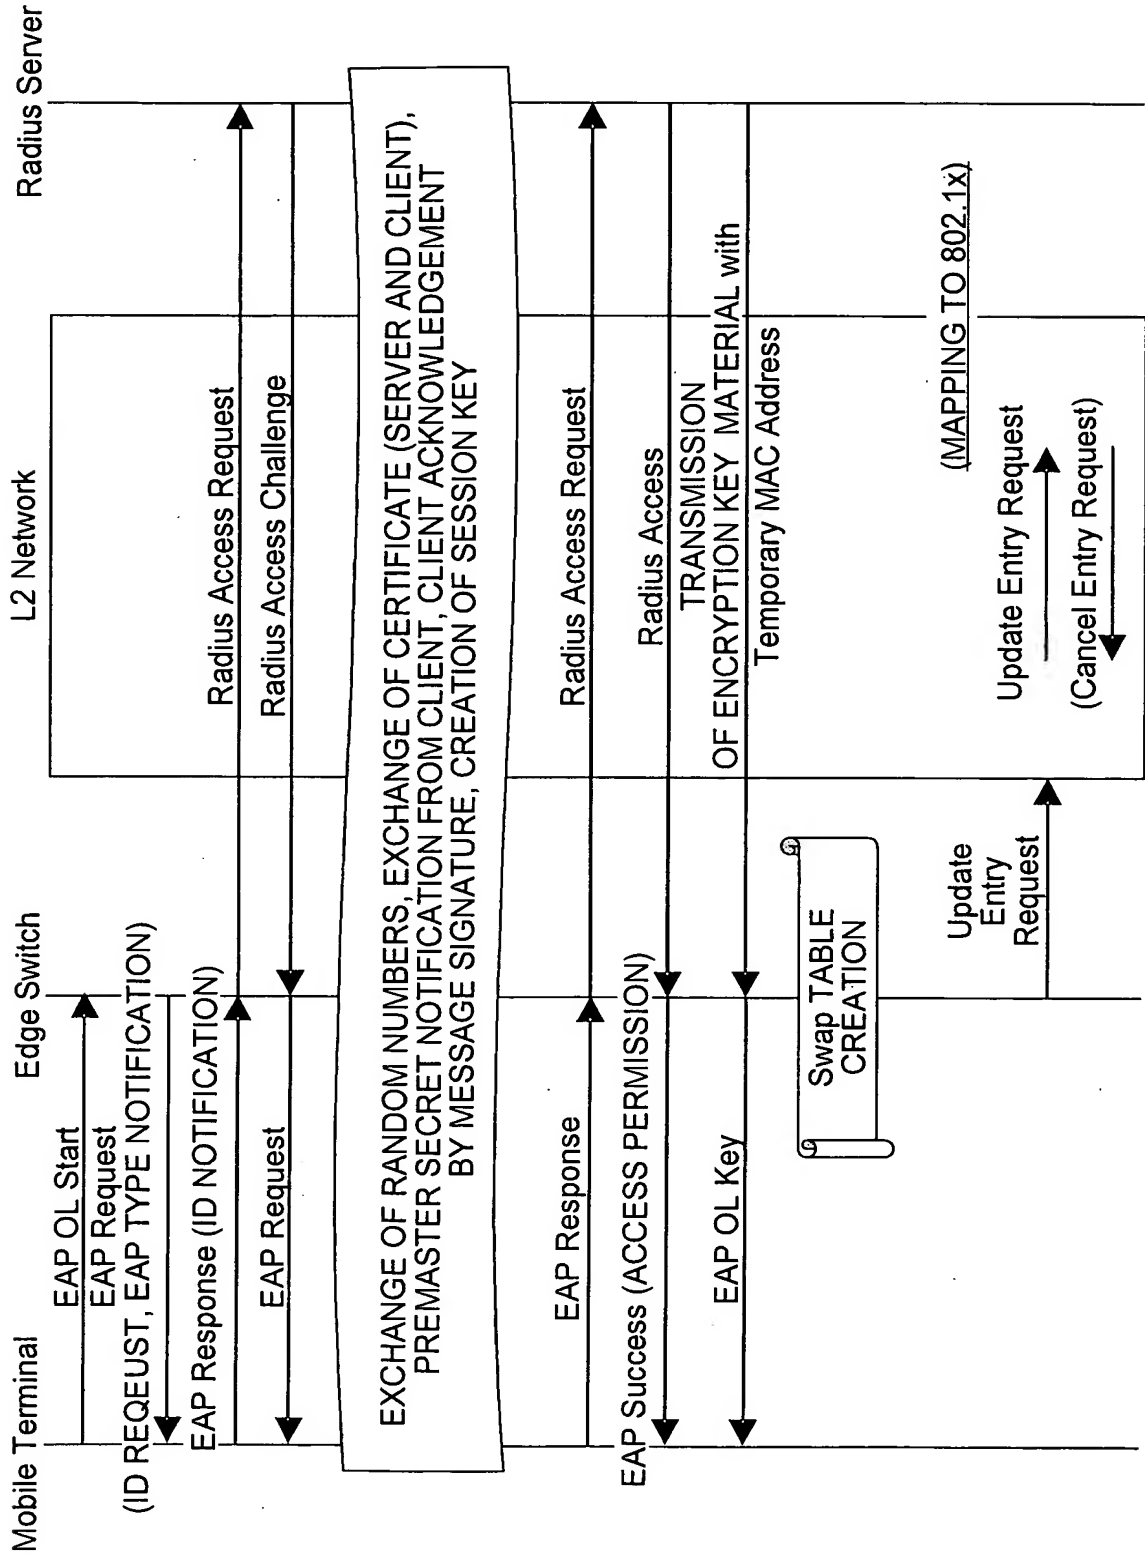 Mobile Terminal
Edge Switch
L2 Network
Radius Server
EAP OL Start
EAP Request
(ID REQEUST, EAP TYPE NOTIFICATION)
EAP Response (ID NOTIFICATION)
Radius Access Request
EAP Request
Radius Access Challenge
EXCHANGE OF RANDOM NUMBERS, EXCHANGE OF CERTIFICATE (SERVER AND CLIENT),
PREMASTER SECRET NOTIFICATION FROM CLIENT, CLIENT ACKNOWLEDGEMENT
BY MESSAGE SIGNATURE, CREATION OF SESSION KEY
EAP Response
Radius Access Request
EAP Success (ACCESS PERMISSION)
Radius Access
TRANSMISSION
OF ENCRYPTION KEY MATERIAL with
EAP OL Key
Temporary MAC Address
Swap TABLE
CREATION
(MAPPING TO 802.1x)
Update
Entry
Request
Update Entry Request
(Cancel Entry Request)